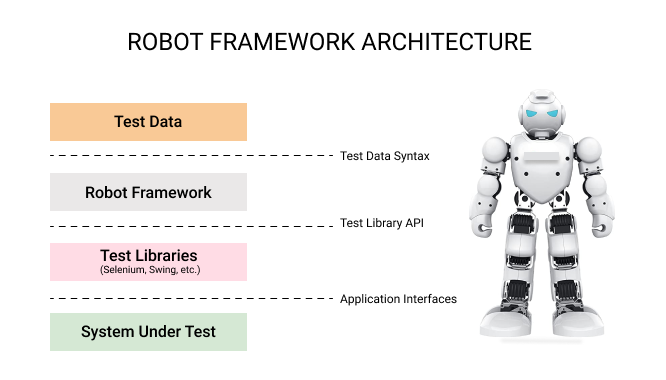 ROBOT FRAMEWORK ARCHITECTURE
Test Data
Test Data Syntax
Robot Framework
Test Library API
Test Libraries
(Selenium, Swing, etc.)
Application Interfaces
System Under Test